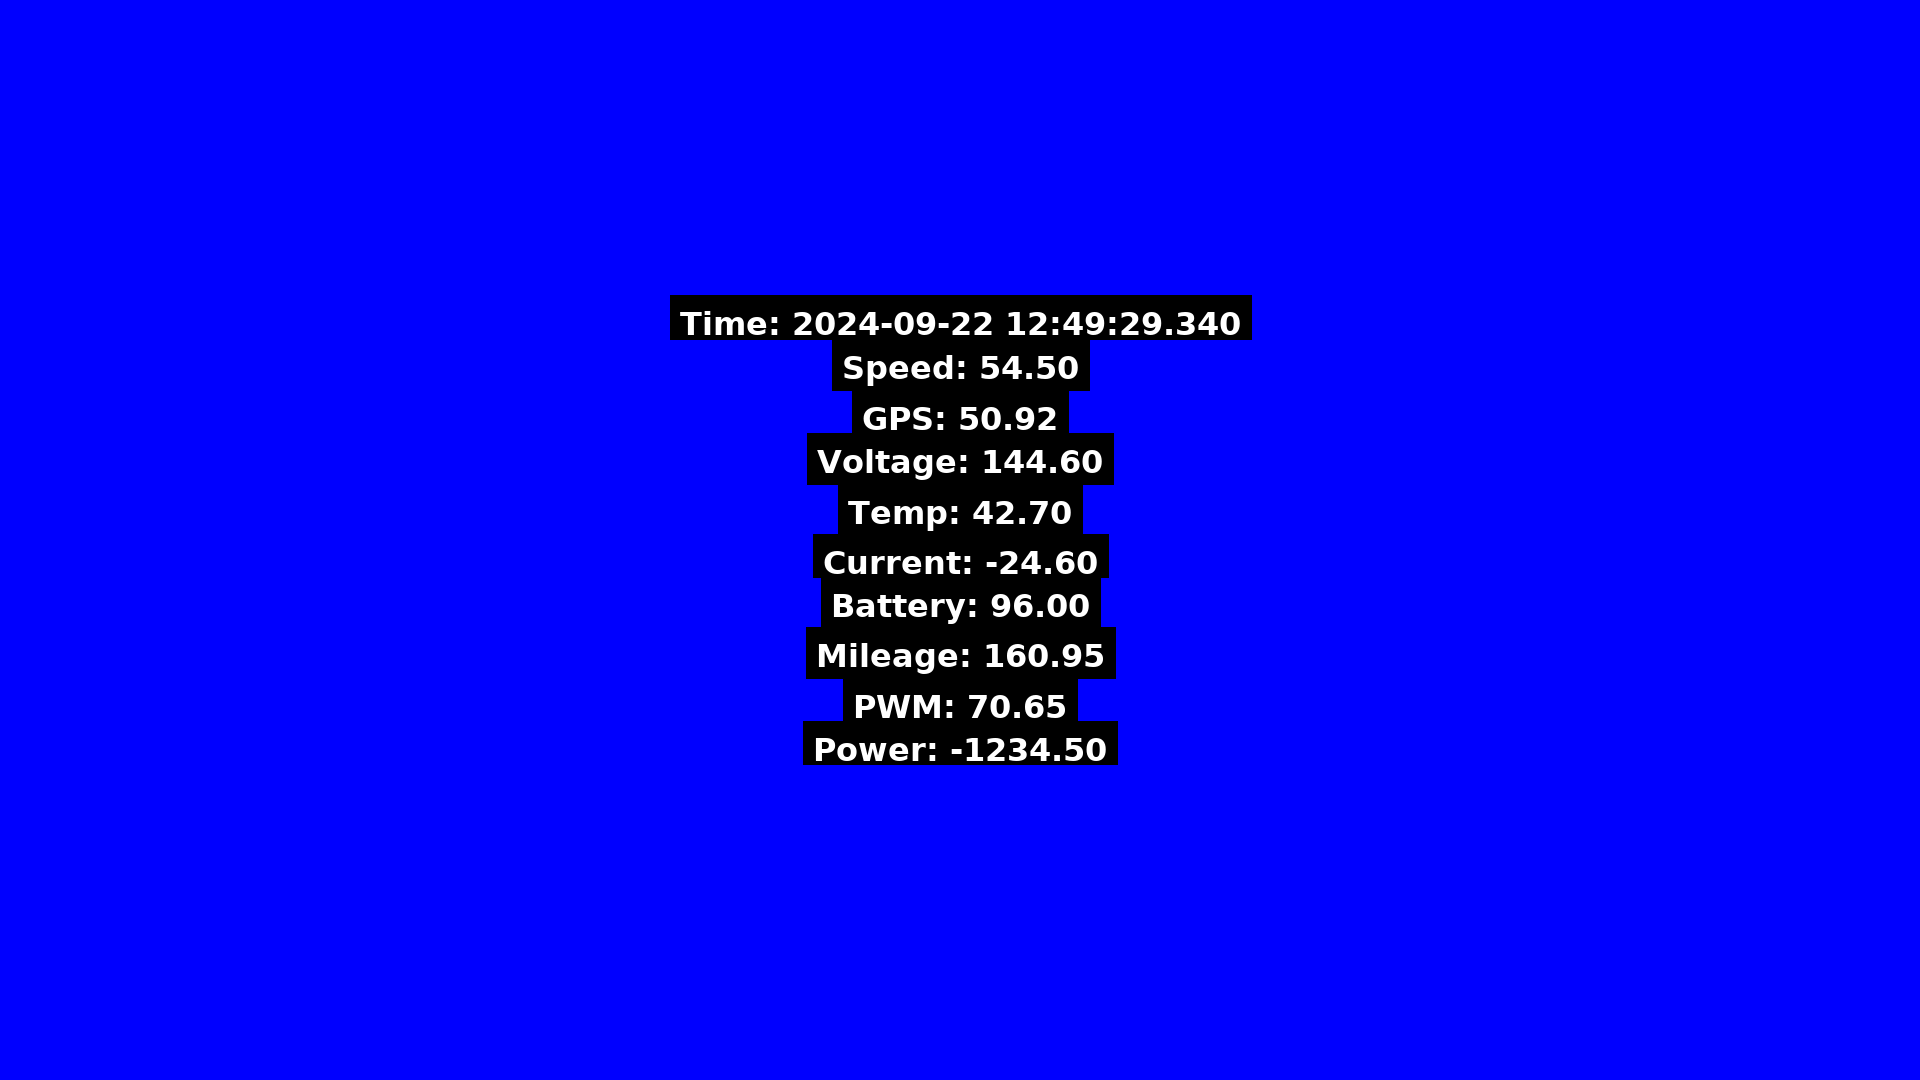 Time: 2024-09-22 12:49:29.340
Speed: 54.50
GPS: 50.92
Voltage: 144.60
Temp: 42.70
Current: -24.60
Battery: 96.00
Mileage: 160.95
PWM: 70.65
Power: -1234.50